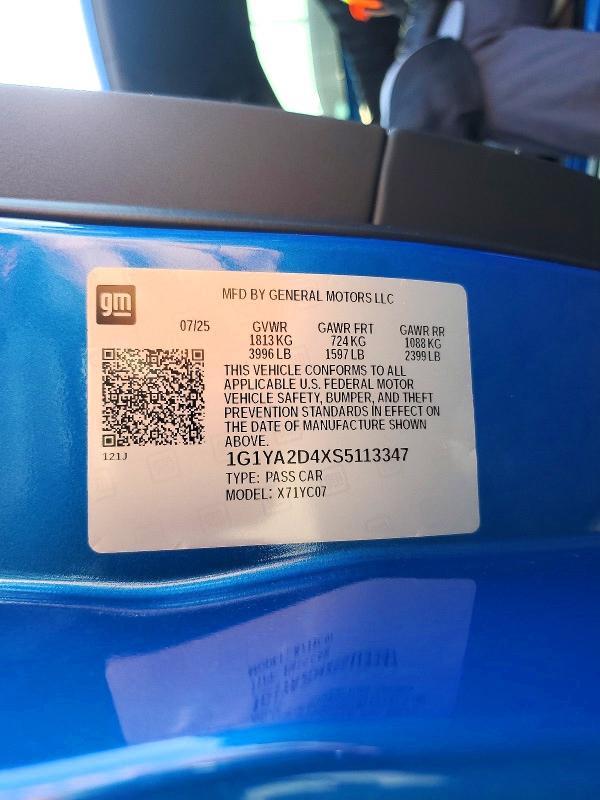 gm
MFD BY GENERAL MOTORS LLC
07/25 GVWR GAWR FRT GAWR RR
1813 KG 724 KG 1088 KG
3996 LB 1597 LB 2399 LB
THIS VEHICLE CONFORMS TO ALL
APPLICABLE U.S. FEDERAL MOTOR
VEHICLE SAFETY, BUMPER, AND THEFT
PREVENTION STANDARDS IN EFFECT ON
THE DATE OF MANUFACTURE SHOWN
ABOVE.
121J
1G1YA2D4XS5113347
TYPE: PASS CAR
MODEL: X71YC07